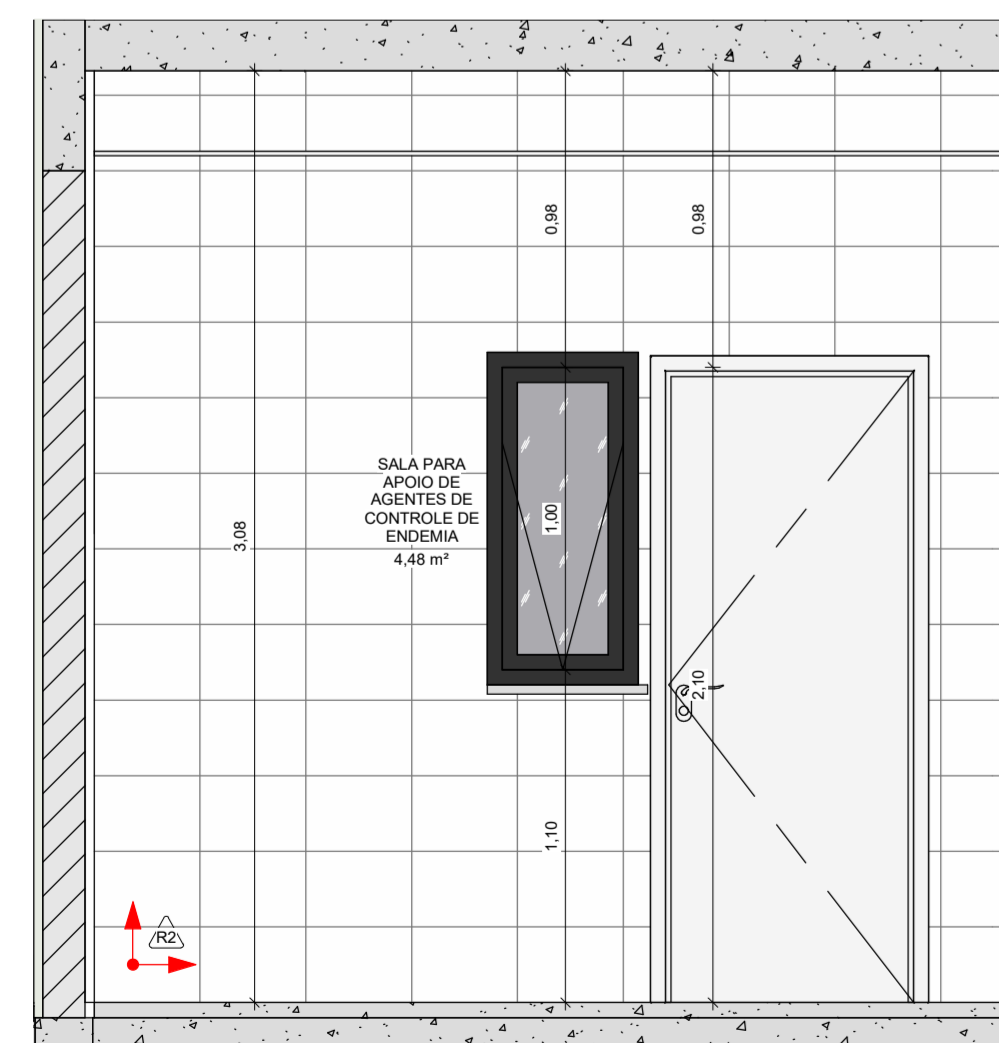 0,98
0,98
SALA PARA
APOIO DE
AGENTES DE
CONTROLE DE
ENDEMIA
4,48 m²
3,08
1,00
2,10
1,10
R2